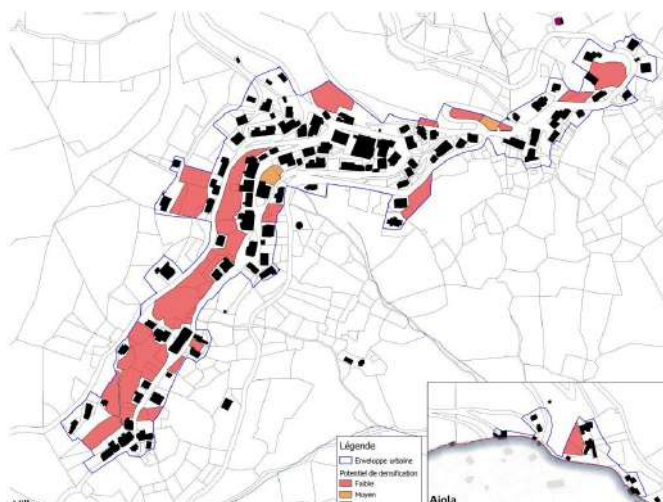 Légende
Enveloppe urbaine
Potentiel de densification
Faible
Moyen
Aiola